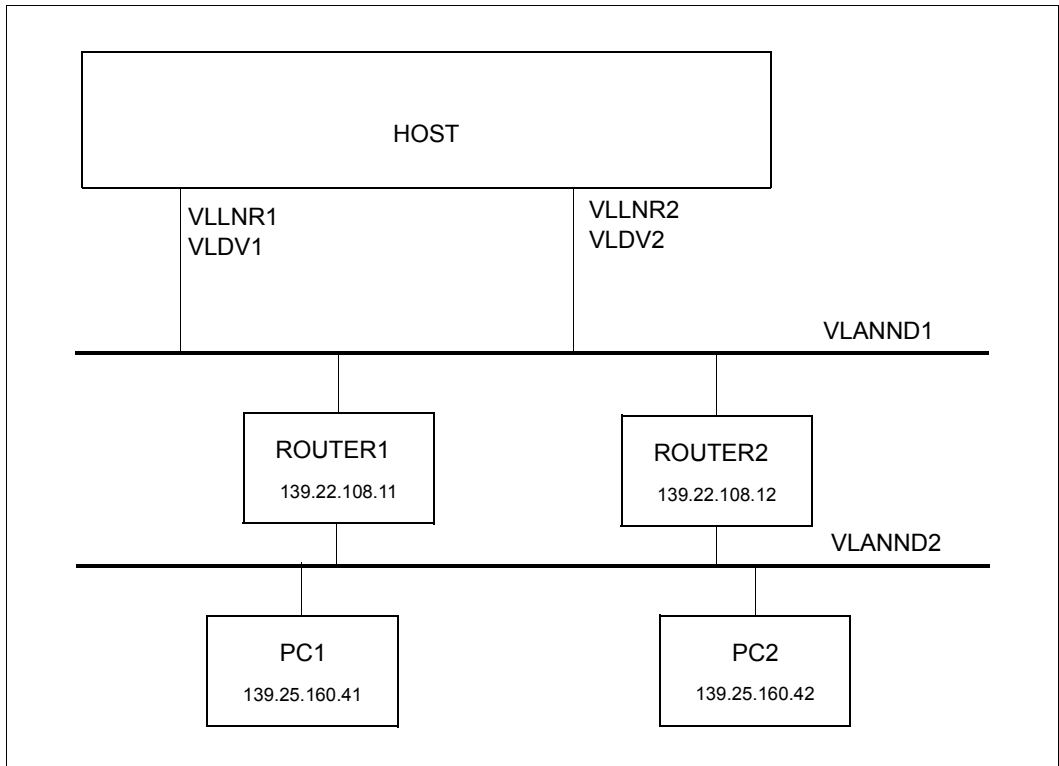 HOST
VLLNR1
VLDV1
VLLNR2
VLDV2
VLANND1
ROUTER1
139.22.108.11
ROUTER2
139.22.108.12
VLANND2
PC1
139.25.160.41
PC2
139.25.160.42